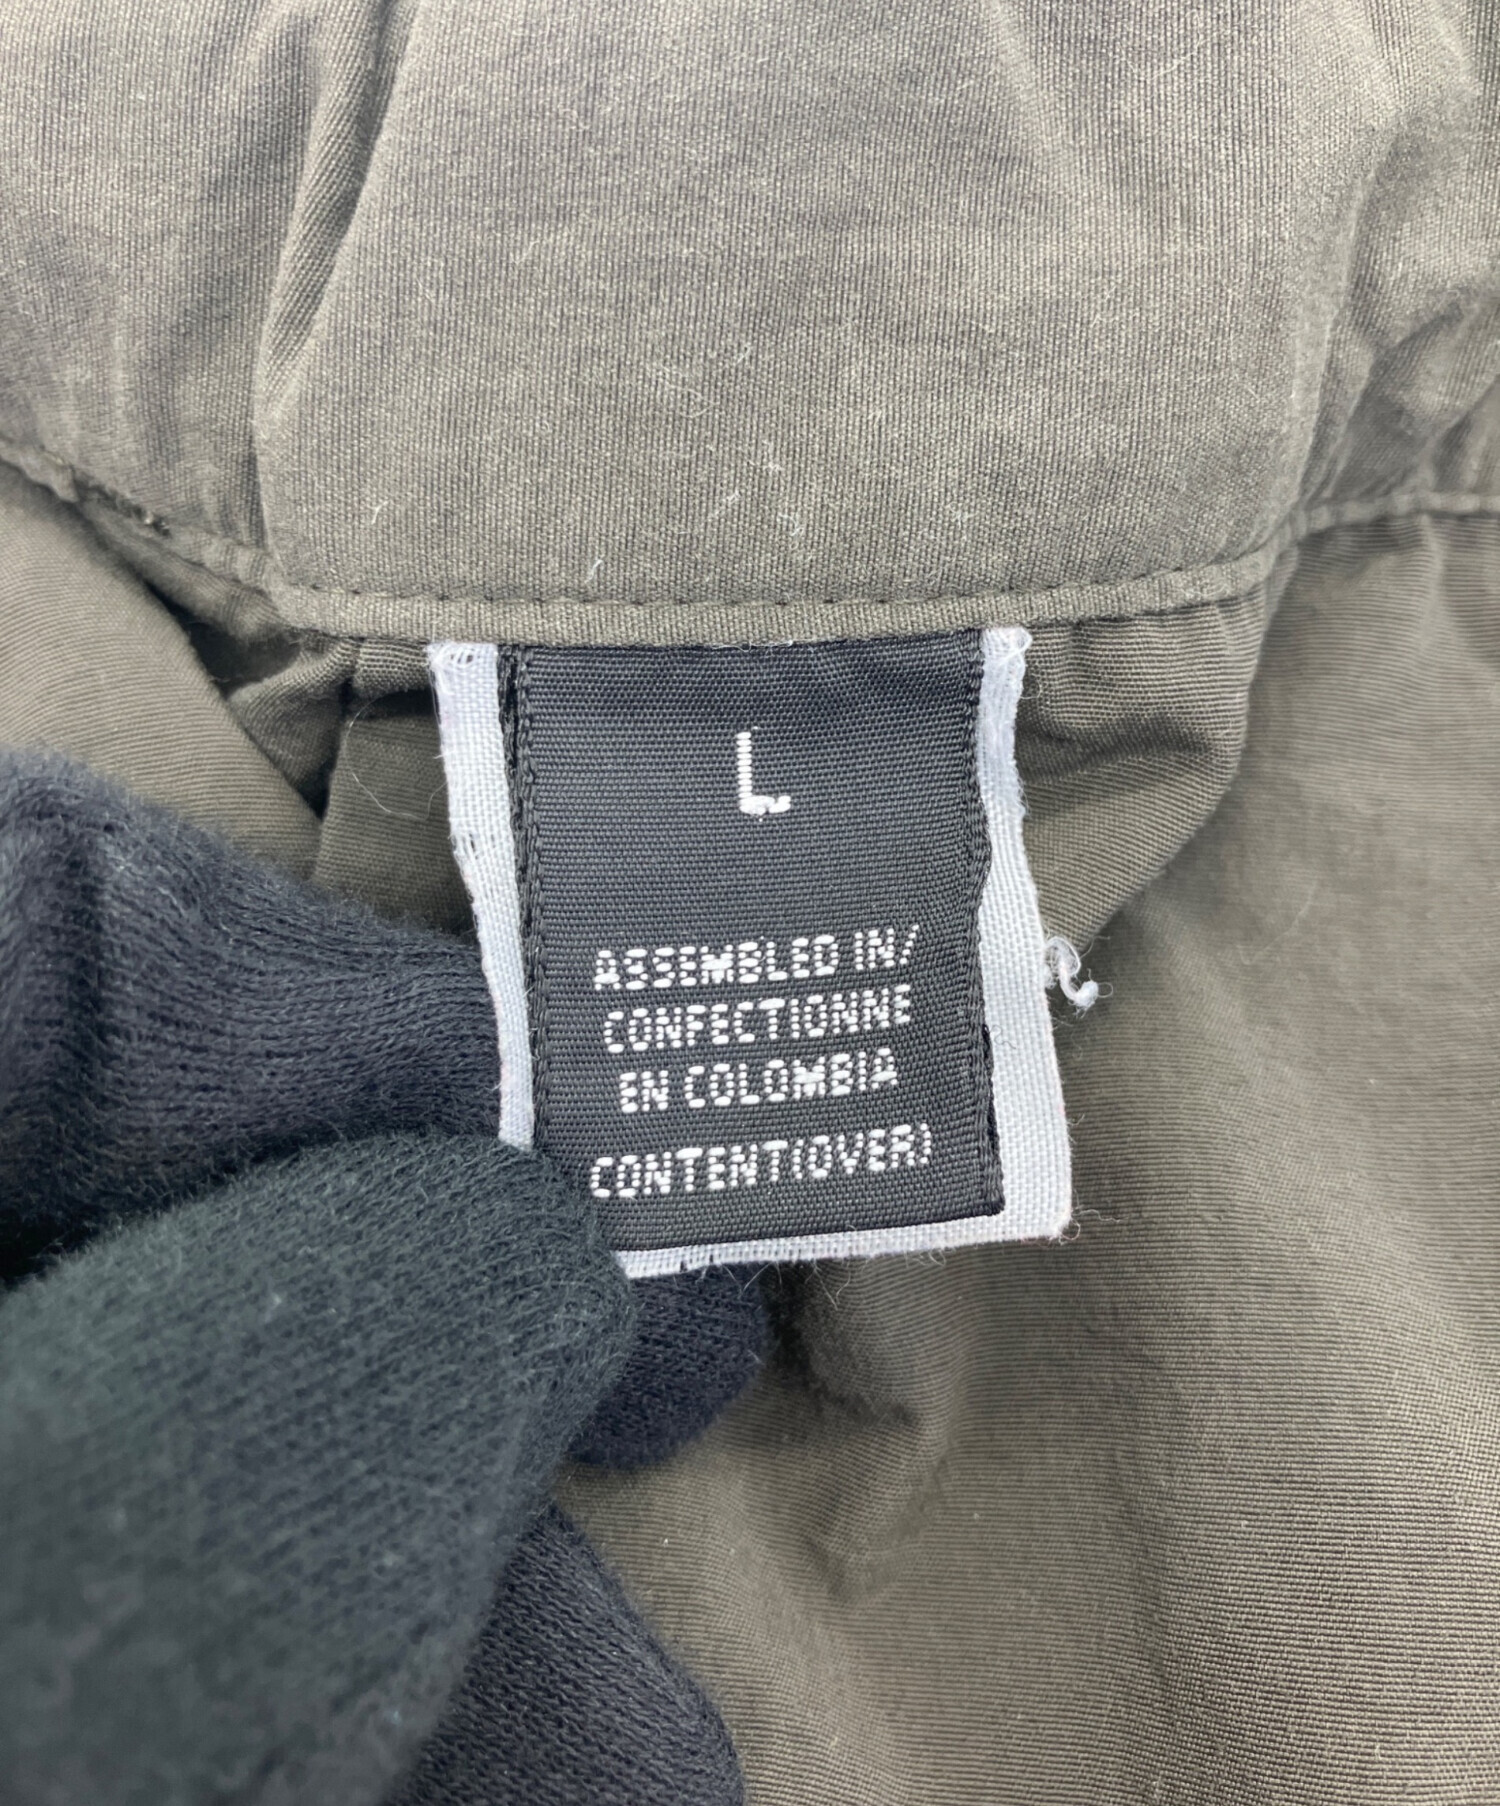 L
ASSEMBLED IN/
CONFECTIONNE
EN COLOMBIA
CONTENT(OVER)